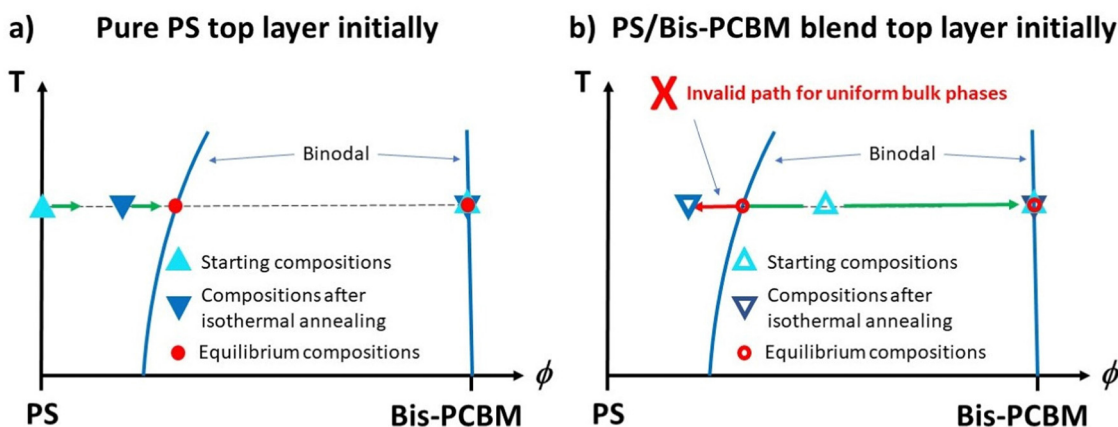 a) Pure PS top layer initially
T
Binodal
Starting compositions
Compositions after
isothermal annealing
Equilibrium compositions
ϕ
PS
Bis-PCBM
b) PS/Bis-PCBM blend top layer initially
T
X Invalid path for uniform bulk phases
Binodal
Starting compositions
Compositions after
isothermal annealing
Equilibrium compositions
ϕ
PS
Bis-PCBM